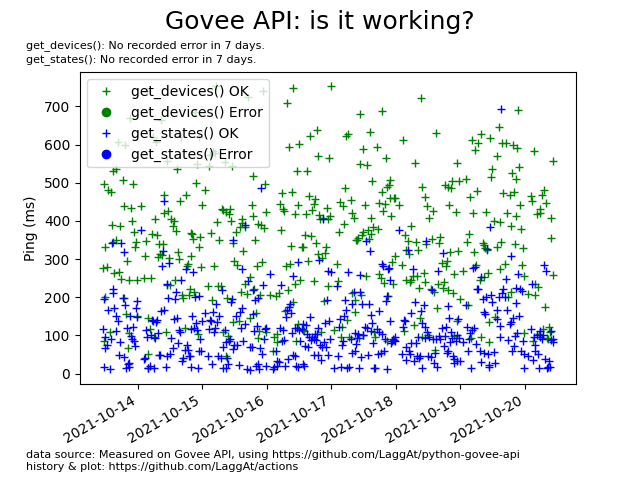 Govee API: is it working?
get_devices(): No recorded error in 7 days.
get_states(): No recorded error in 7 days.
get_devices() OK
get_devices() Error
get_states() OK
get_states() Error
Ping (ms)
700
600
500
400
300
200
100
0
2021-10-14
2021-10-15
2021-10-16
2021-10-17
2021-10-18
2021-10-19
2021-10-20
data source: Measured on Govee API, using https://github.com/LaggAt/python-govee-api
history & plot: https://github.com/LaggAt/actions